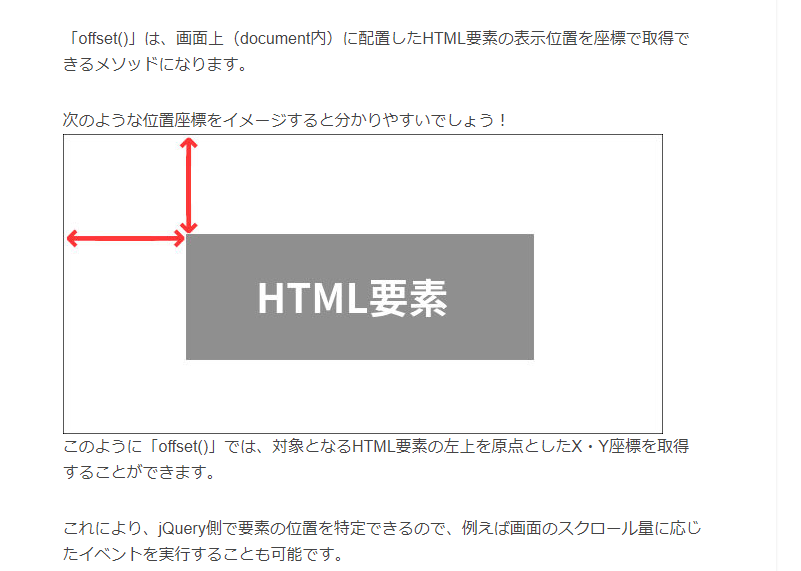 「offset()」は、画面上（document内）に配置したHTML要素の表示位置を座標で取得で
きるメソッドになります。
次のような位置座標をイメージすると分かりやすいでしょう！
HTML要素
このように「offset()」では、対象となるHTML要素の左上を原点としたX・Y座標を取得
することができます。
これにより、jQuery側で要素の位置を特定できるので、例えば画面のスクロール量に応じ
たイベントを実行することも可能です。